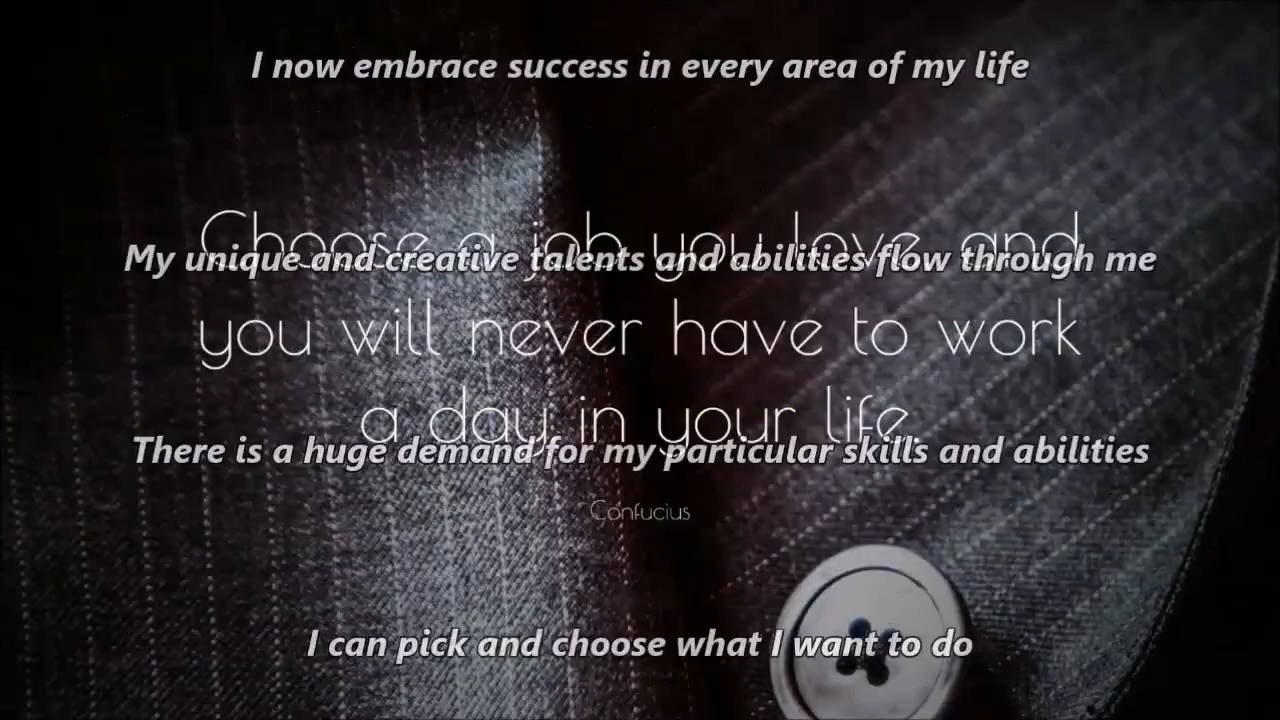 I now embrace success in every area of my life
Choose a job you love, and
My unique and creative talents and abilities flow through me
you will never have to work
a day in your life.
There is a huge demand for my particular skills and abilities
Confucius
I can pick and choose what I want to do